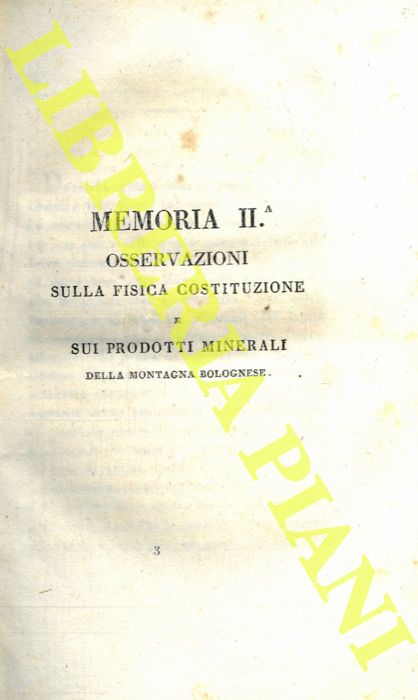 MEMORIA II.ᴬ
OSSERVAZIONI
SULLA FISICA COSTITUZIONE
E
SUI PRODOTTI MINERALI
DELLA MONTAGNA BOLOGNESE.
3
LIBRERIA PIANI